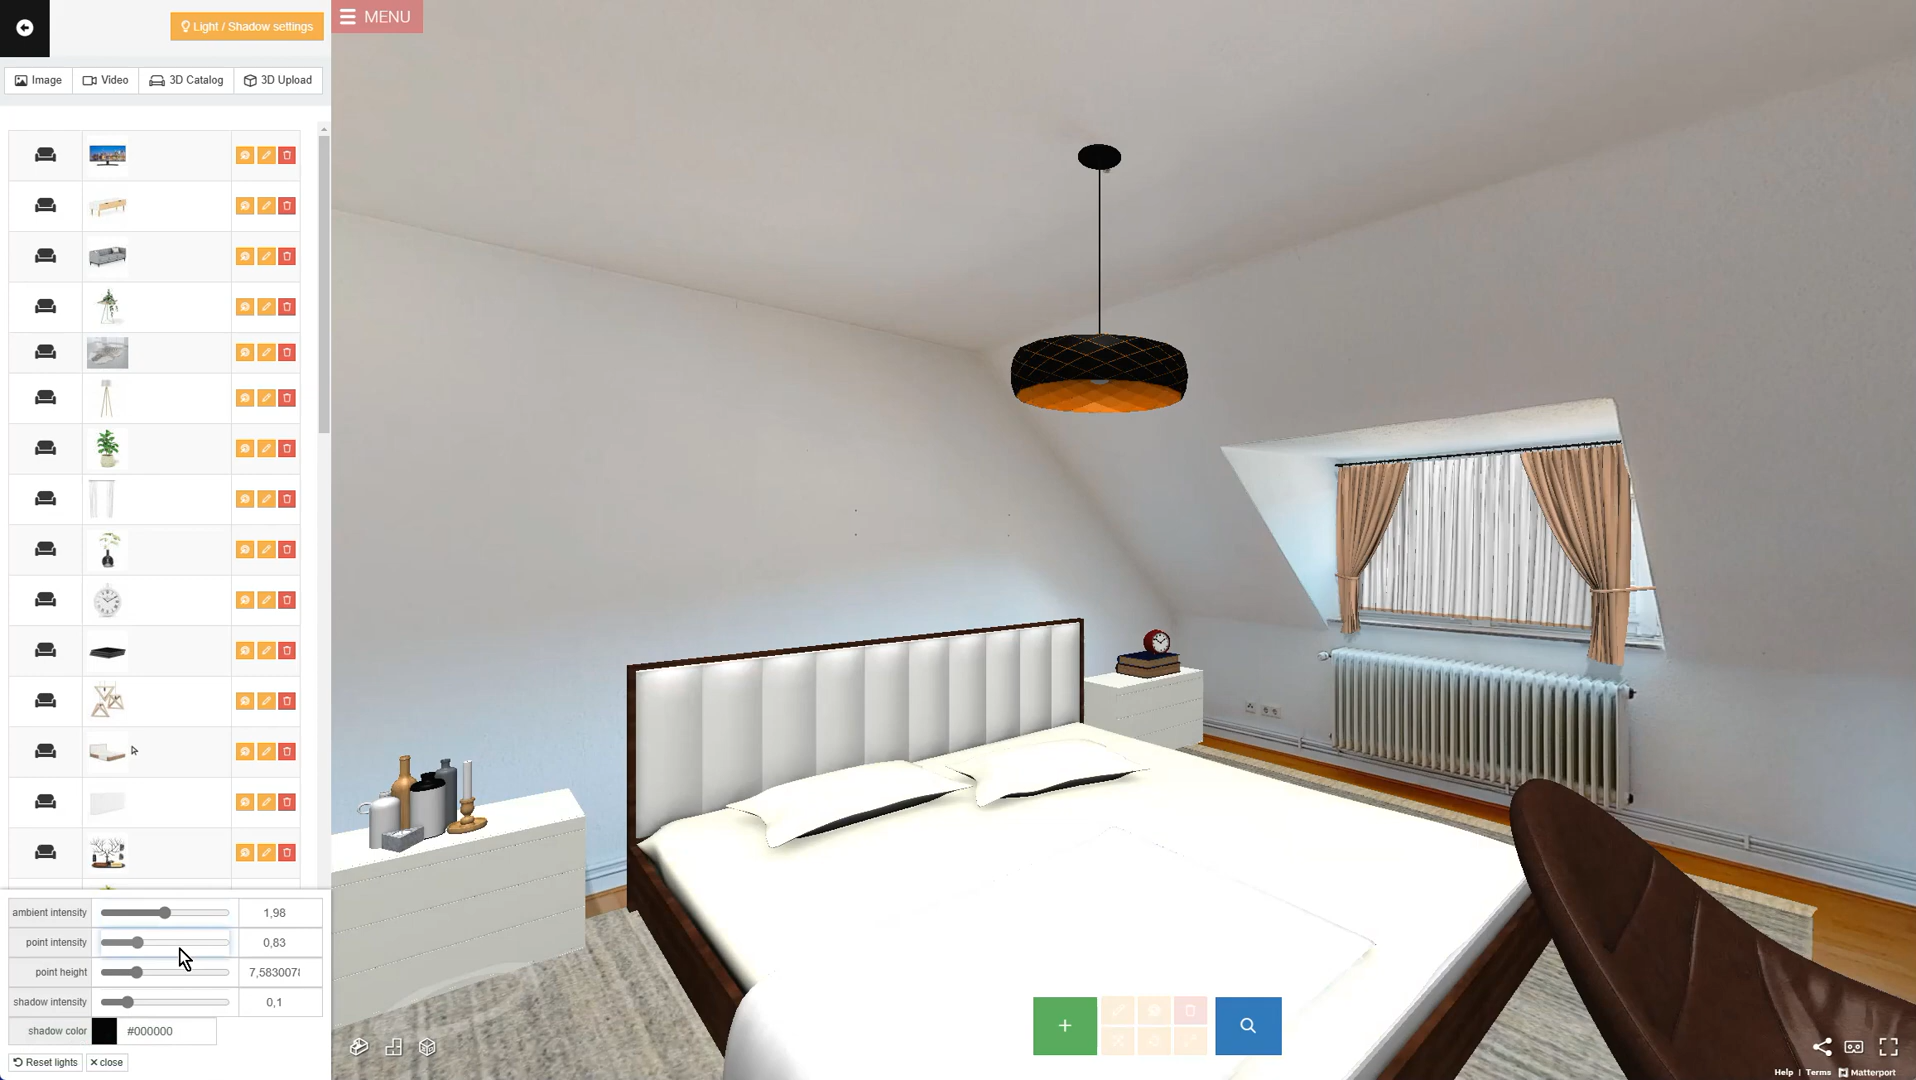 Light / Shadow settings
MENU
Image Video 3D Catalog 3D Upload
ambient intensity 1,98
point intensity 0,83
point height 7,5830078
shadow intensity 0,1
shadow color #000000
Reset lights × close
+
Help | Terms Matterport